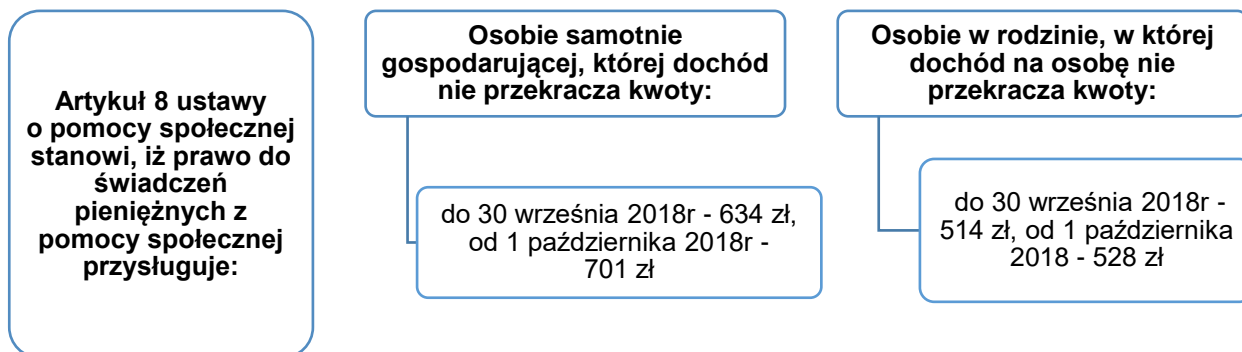 Artykuł 8 ustawy
o pomocy społecznej
stanowi, iż prawo do
świadczeń
pieniężnych z
pomocy społecznej
przysługuje:
Osobie samotnie
gospodarującej, której dochód
nie przekracza kwoty:
do 30 września 2018r - 634 zł,
od 1 października 2018r -
701 zł
Osobie w rodzinie, w której
dochód na osobę nie
przekracza kwoty:
do 30 września 2018r -
514 zł, od 1 października
2018 - 528 zł